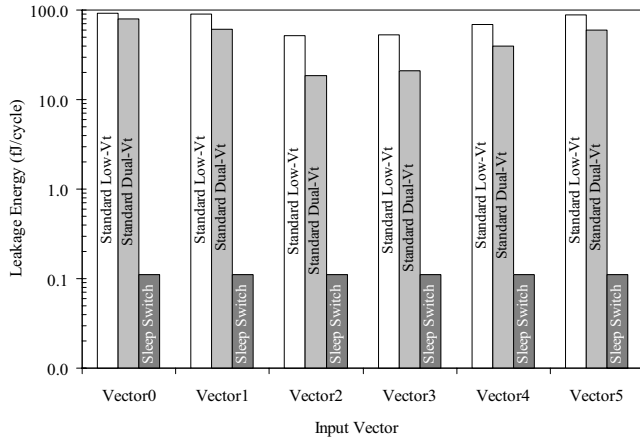 100.0
10.0
1.0
0.1
0.0
Leakage Energy (fJ/cycle)
Standard Low-Vt
Standard Dual-Vt
Sleep Switch
Standard Low-Vt
Standard Dual-Vt
Sleep Switch
Standard Low-Vt
Standard Dual-Vt
Sleep Switch
Standard Low-Vt
Standard Dual-Vt
Sleep Switch
Standard Low-Vt
Standard Dual-Vt
Sleep Switch
Standard Low-Vt
Standard Dual-Vt
Sleep Switch
Vector0 Vector1 Vector2 Vector3 Vector4 Vector5
Input Vector